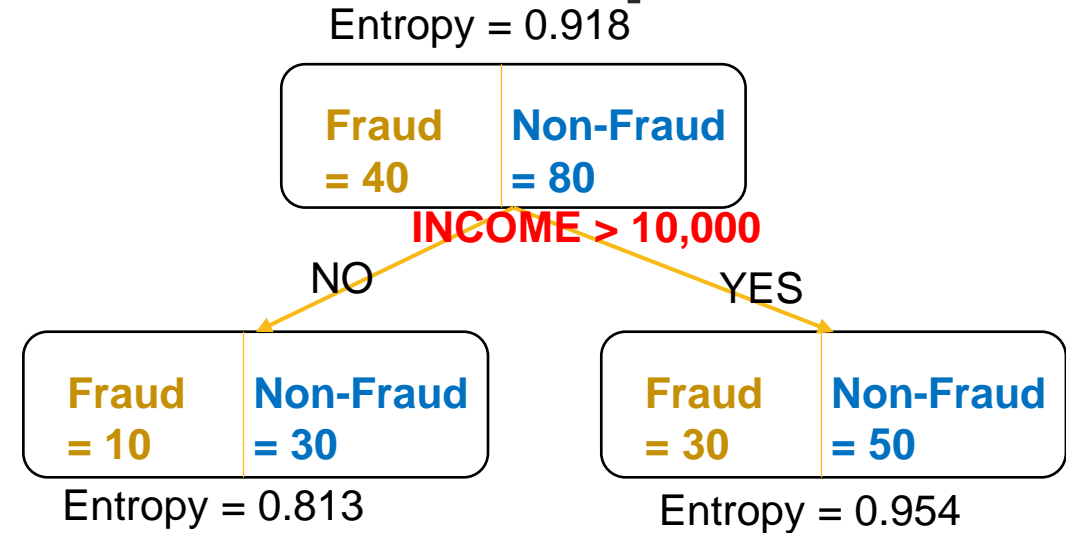 Entropy = 0.918
Fraud Non-Fraud
= 40 = 80
INCOME > 10,000
NO YES
Fraud Non-Fraud Fraud Non-Fraud
= 10 = 30 = 30 = 50
Entropy = 0.813 Entropy = 0.954